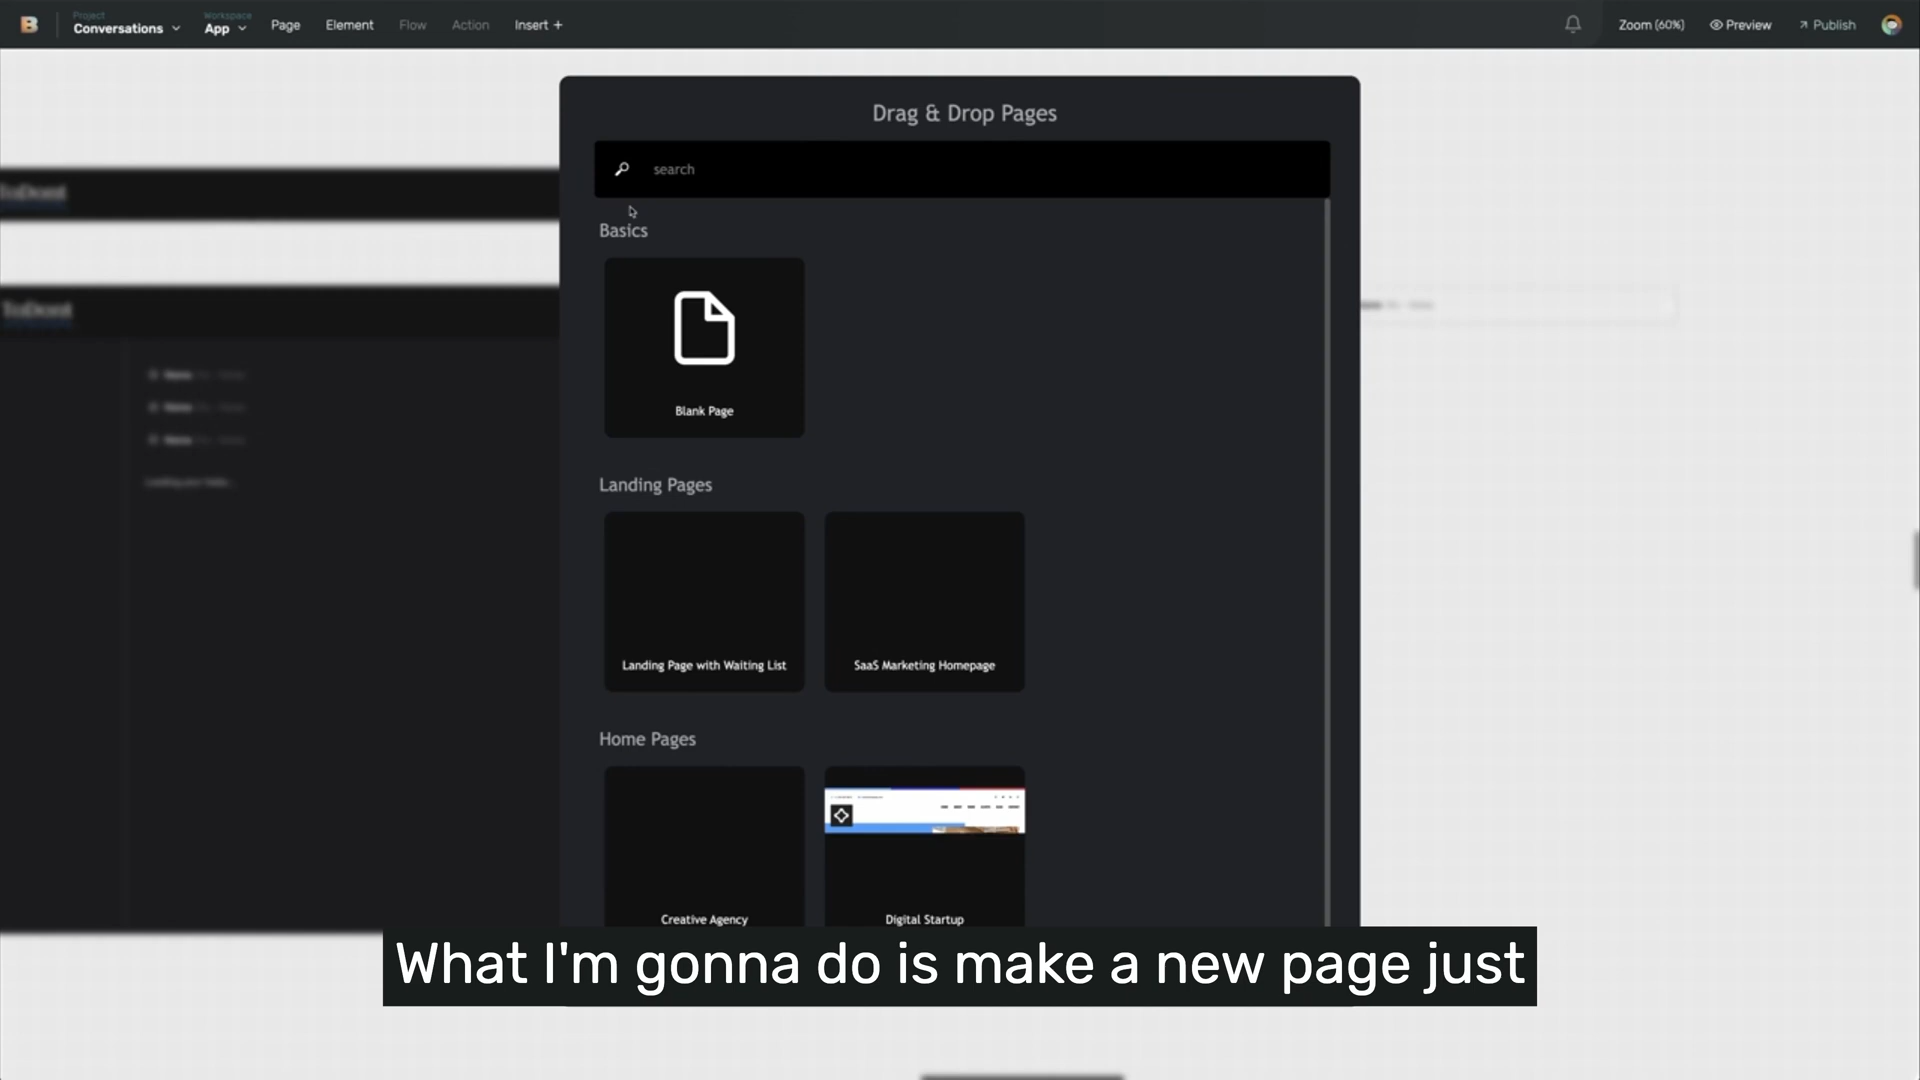 Project
Conversations
Workspace
App
Page
Element
Flow
Action
Insert +
Zoom (60%)
Preview
Publish
Drag & Drop Pages
search
Basics
Blank Page
Landing Pages
Landing Page with Waiting List
SaaS Marketing Homepage
Home Pages
Creative Agency
Digital Startup
ToDont
ToDont
What I'm gonna do is make a new page just